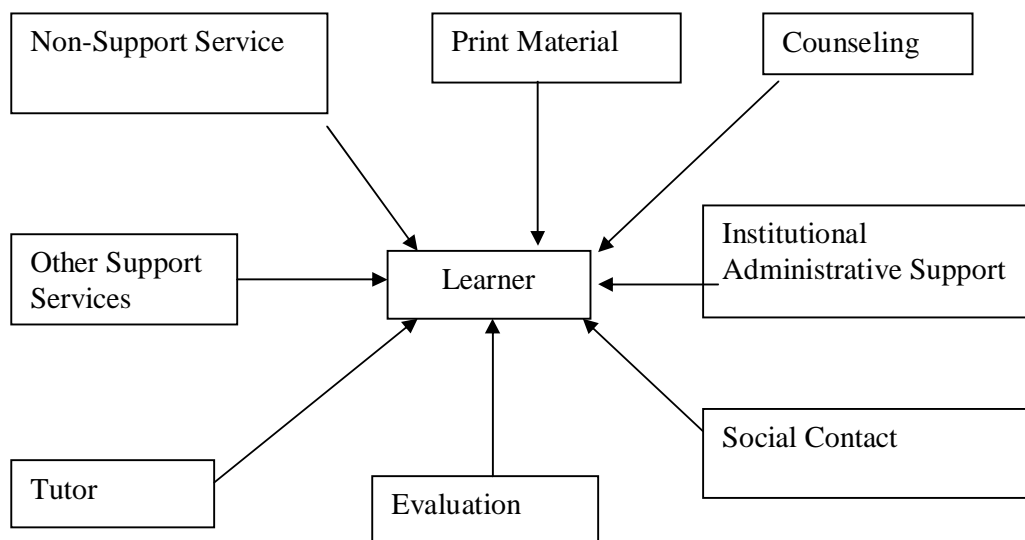 Non-Support Service
Print Material
Counseling
Other Support
Services
Learner
Institutional
Administrative Support
Tutor
Evaluation
Social Contact